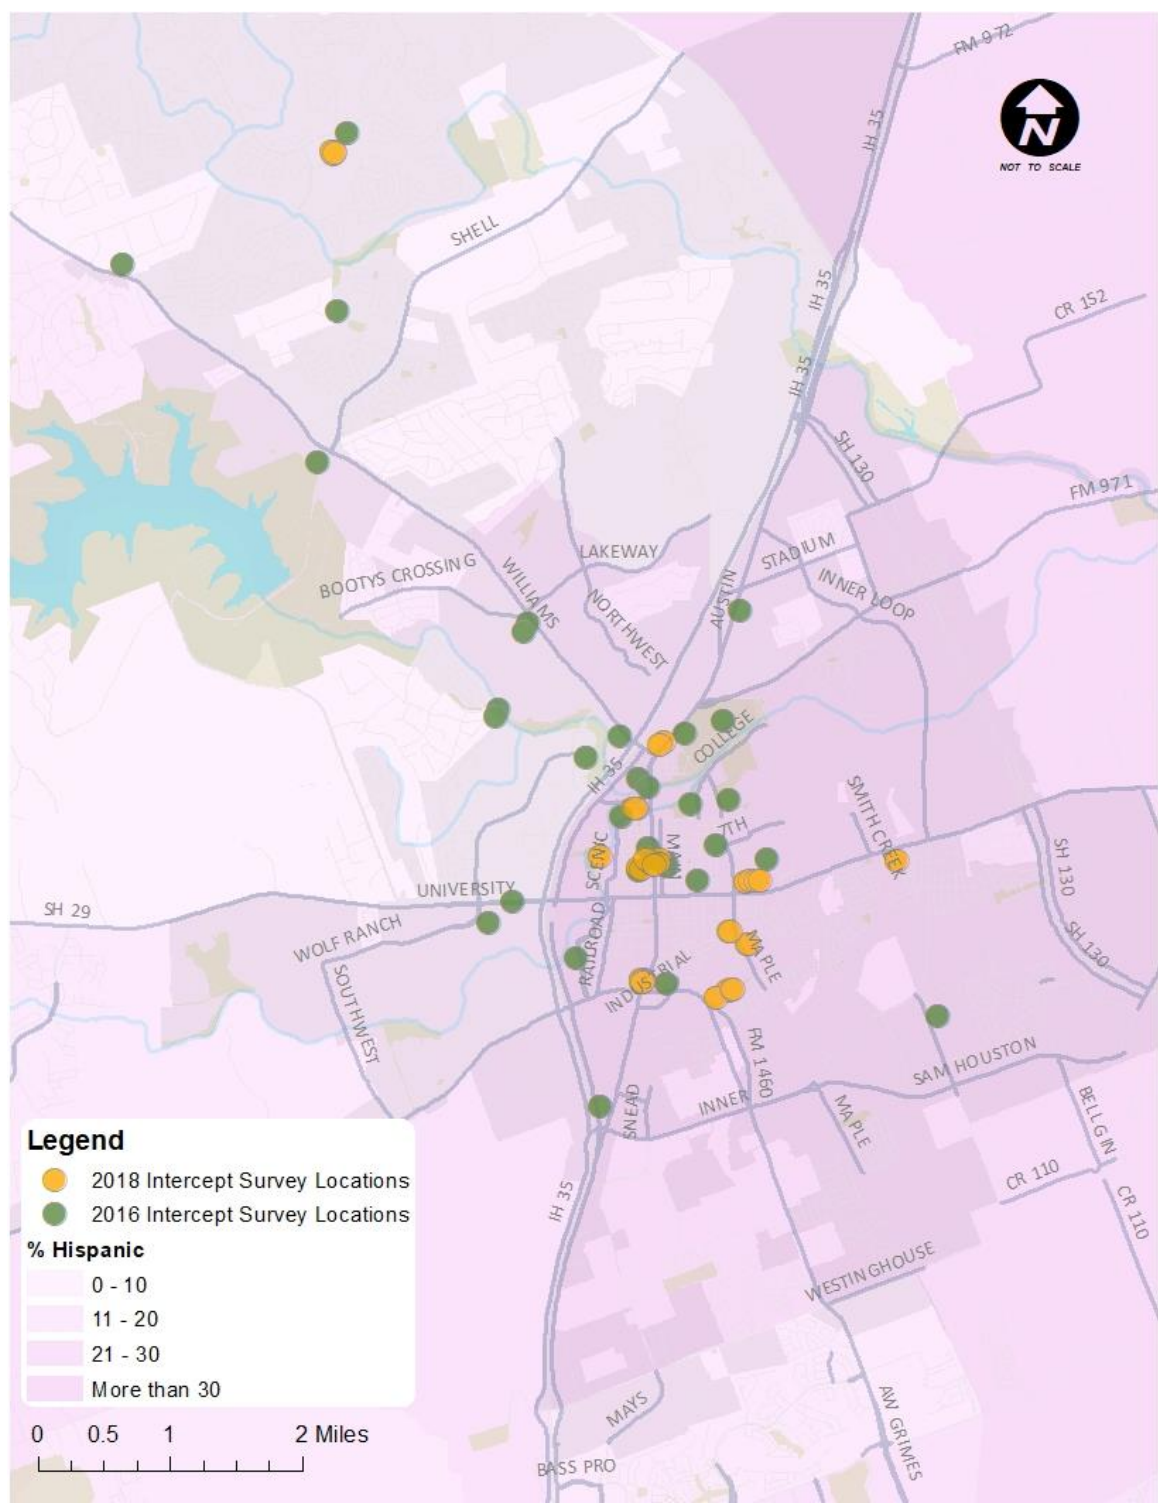 FM 972
IH 35
N
NOT TO SCALE
SHELL
IH 35
CR 152
IH 35
SH 130
FM 971
STADIUM
LAKEWAY
BOOTYS CROSSING
WILLIAMS
INNER LOOP
AUSTIN
NORTHWEST
COLLEGE
IH 35
SMITH CREEK
7TH
MAIN
SCENIC
SH 130
UNIVERSITY
SH 29
WOLF RANCH
RAILROAD
MAPLE
SH 130
INDUSTRIAL
SOUTHWEST
FM 1460
SAM HOUSTON
SNEAD
INNER
MAPLE
BELL GIN
CR 110
CR 110
IH 35
WESTINGHOUSE
MAYS
AW GRIMES
BASS PRO
Legend
2018 Intercept Survey Locations
2016 Intercept Survey Locations
% Hispanic
0 - 10
11 - 20
21 - 30
More than 30
0 0.5 1 2 Miles